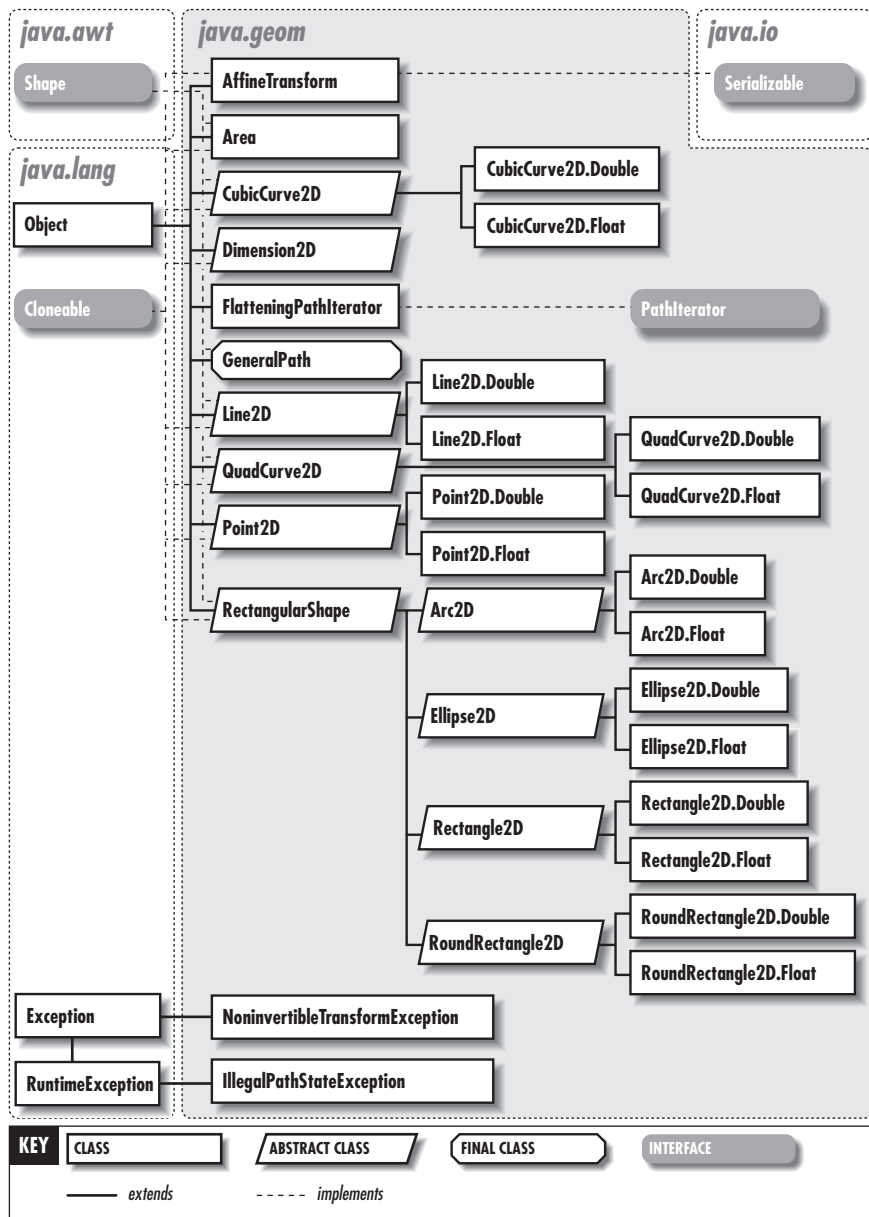 java.awt
java.geom
java.io
Shape
AffineTransform
Serializable
Area
java.lang
CubicCurve2D
CubicCurve2D.Double
CubicCurve2D.Float
Object
Dimension2D
Cloneable
FlatteningPathIterator
PathIterator
GeneralPath
Line2D
Line2D.Double
Line2D.Float
QuadCurve2D
QuadCurve2D.Double
QuadCurve2D.Float
Point2D
Point2D.Double
Point2D.Float
RectangularShape
Arc2D
Arc2D.Double
Arc2D.Float
Ellipse2D
Ellipse2D.Double
Ellipse2D.Float
Rectangle2D
Rectangle2D.Double
Rectangle2D.Float
RoundRectangle2D
RoundRectangle2D.Double
RoundRectangle2D.Float
Exception
NoninvertibleTransformException
RuntimeException
IllegalPathStateException
KEY
CLASS
ABSTRACT CLASS
FINAL CLASS
INTERFACE
extends
implements